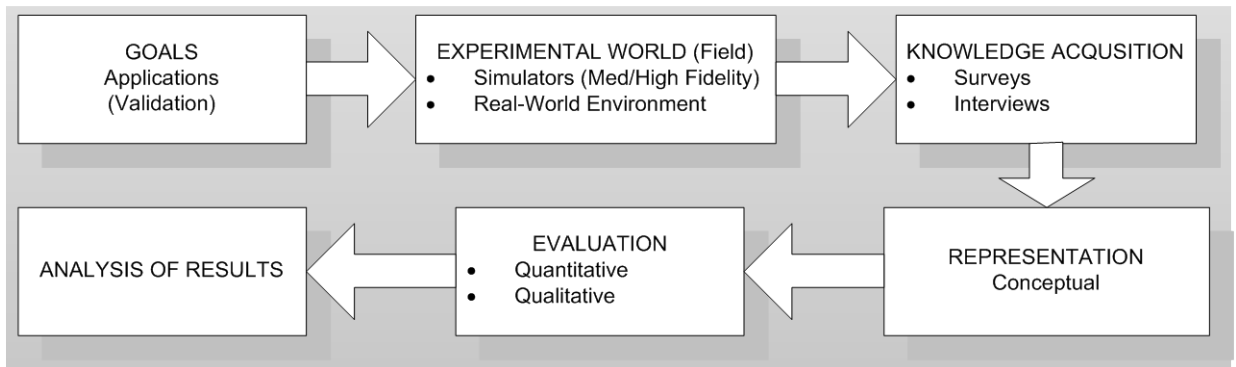 GOALS
Applications
(Validation)
EXPERIMENTAL WORLD (Field)
• Simulators (Med/High Fidelity)
• Real-World Environment
KNOWLEDGE ACQUSITION
• Surveys
• Interviews
REPRESENTATION
Conceptual
EVALUATION
• Quantitative
• Qualitative
ANALYSIS OF RESULTS